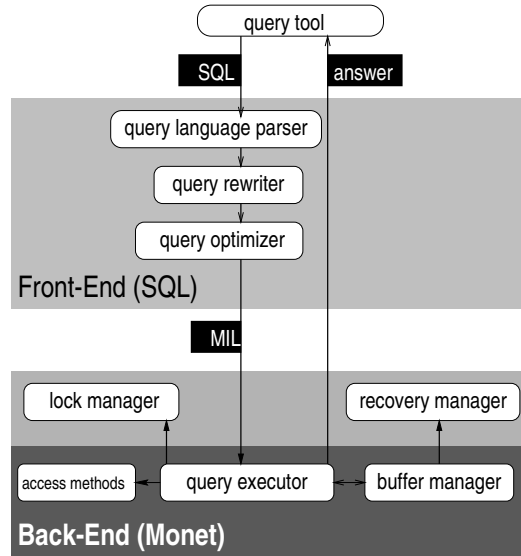 query tool
SQL
answer
query language parser
query rewriter
query optimizer
Front-End (SQL)
MIL
lock manager
recovery manager
access methods
query executor
buffer manager
Back-End (Monet)